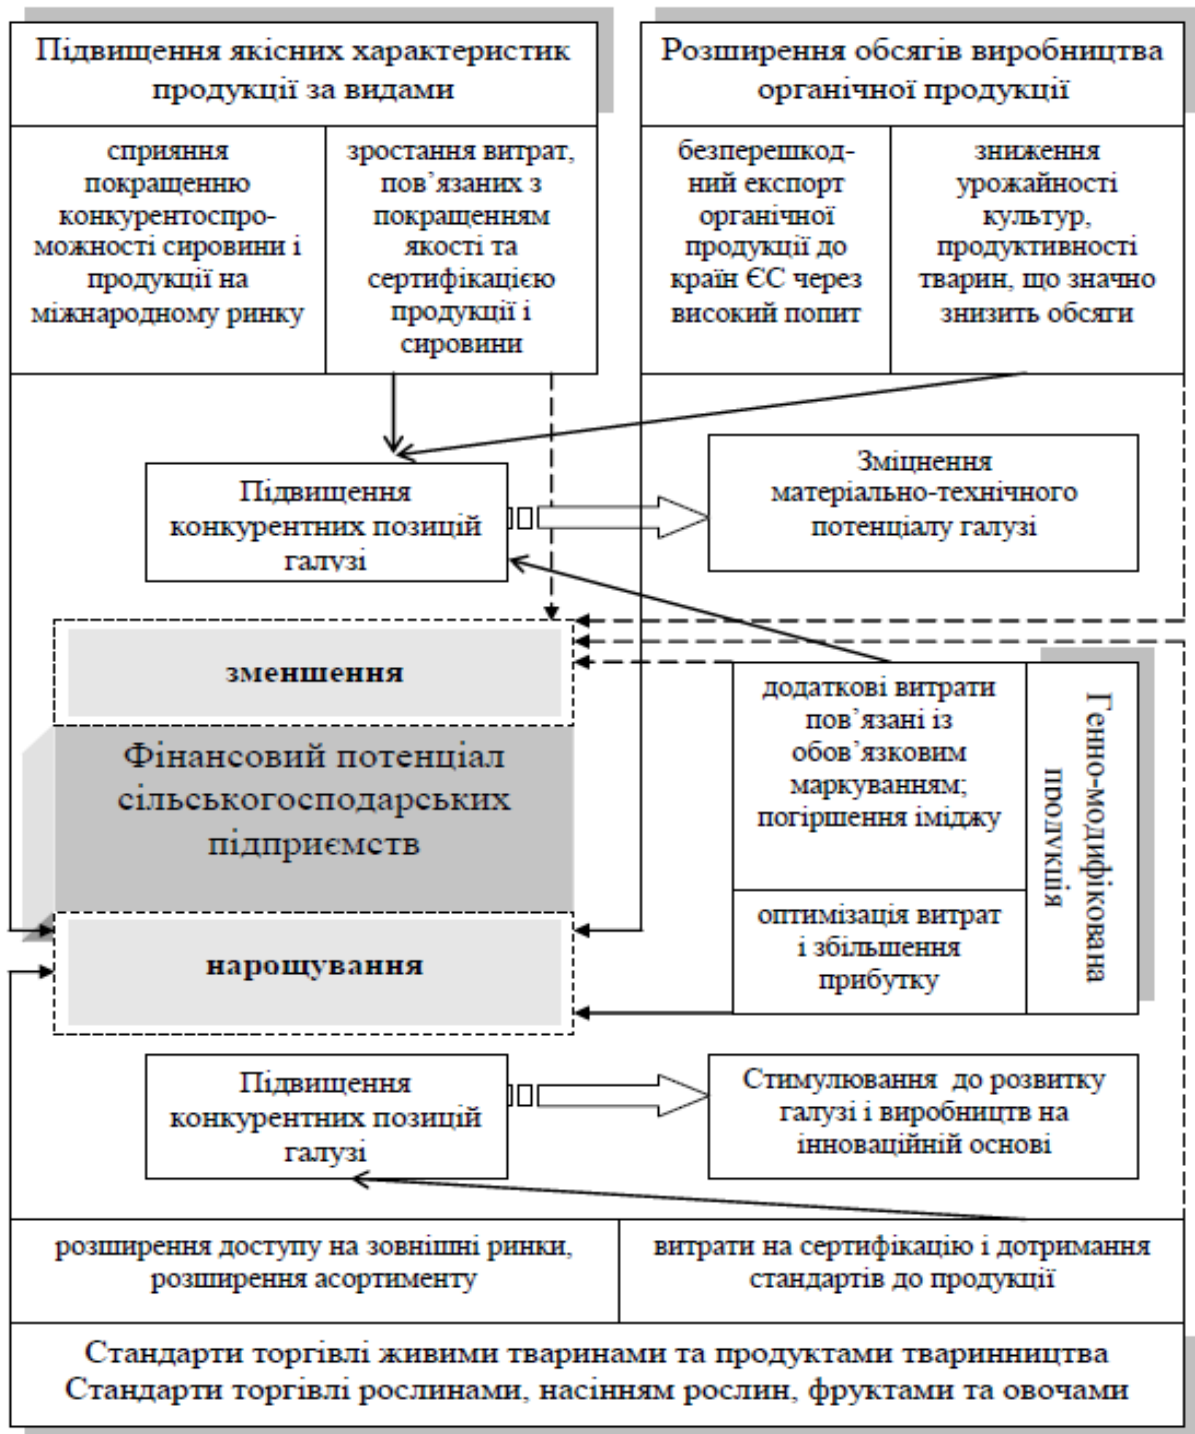 Підвищення якісних характеристик
продукції за видами
сприяння
покращенню
конкурентоспро-
можності сировини і
продукції на
міжнародному ринку
зростання витрат,
пов’язаних з
покращенням
якості та
сертифікацією
продукції і
сировини
Розширення обсягів виробництва
органічної продукції
безперешкод-
ний експорт
органічної
продукції до
країн ЄС через
високий попит
зниження
урожайності
культур,
продуктивності
тварин, що значно
знизить обсяги
Підвищення
конкурентних позицій
галузі
Зміцнення
матеріально-технічного
потенціалу галузі
зменшення
Фінансовий потенціал
сільськогосподарських
підприємств
нарощування
додаткові витрати
пов’язані із
обов’язковим
маркуванням;
погіршення іміджу
оптимізація витрат
і збільшення
прибутку
Генно-модифікована
продукція
Підвищення
конкурентних позицій
галузі
Стимулювання до розвитку
галузі і виробництв на
інноваційній основі
розширення доступу на зовнішні ринки,
розширення асортименту
витрати на сертифікацію і дотримання
стандартів до продукції
Стандарти торгівлі живими тваринами та продуктами тваринництва
Стандарти торгівлі рослинами, насінням рослин, фруктами та овочами